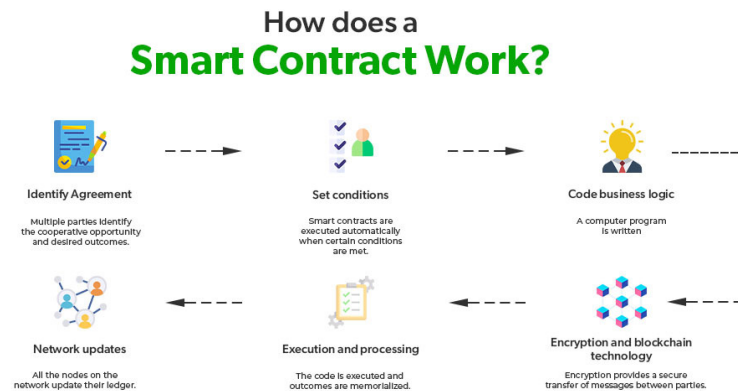 How does a
Smart Contract Work?
Identify Agreement
Multiple parties identify
the cooperative opportunity
and desired outcomes.
Set conditions
Smart contracts are
executed automatically
when certain conditions
are met.
Code business logic
A computer program
is written
Encryption and blockchain
technology
Encryption provides a secure
transfer of messages between parties.
Execution and processing
The code is executed and
outcomes are memorialized.
Network updates
All the nodes on the
network update their ledger.